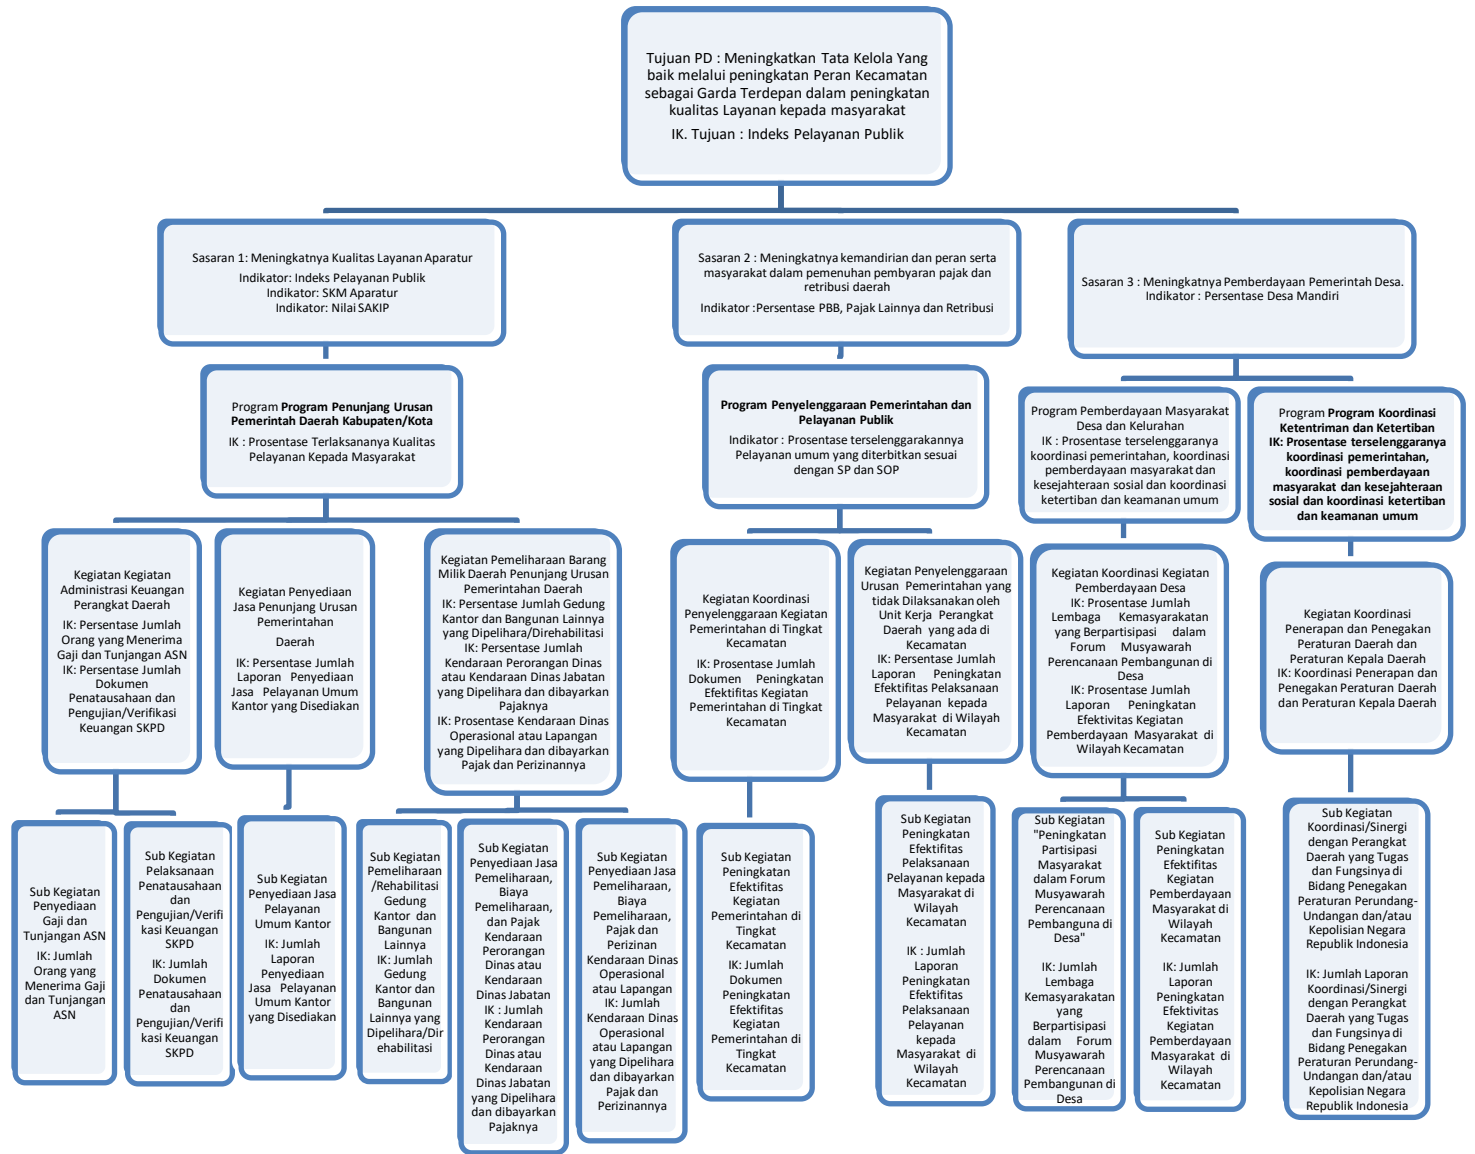 Tujuan PD : Meningkatkan Tata Kelola Yang
baik melalui peningkatan Peran Kecamatan
sebagai Garda Terdepan dalam peningkatan
kualitas Layanan kepada masyarakat
IK. Tujuan : Indeks Pelayanan Publik
Sasaran 1: Meningkatnya Kualitas Layanan Aparatur
Indikator: Indeks Pelayanan Publik
Indikator: SKM Aparatur
Indikator: Nilai SAKIP
Sasaran 2 : Meningkatnya kemandirian dan peran serta
masyarakat dalam pemenuhan pembyaran pajak dan
retribusi daerah
Indikator :Persentase PBB, Pajak Lainnya dan Retribusi
Sasaran 3 : Meningkatnya Pemberdayaan Pemerintah Desa.
Indikator : Persentase Desa Mandiri
Program Program Penunjang Urusan
Pemerintah Daerah Kabupaten/Kota
IK : Prosentase Terlaksananya Kualitas
Pelayanan Kepada Masyarakat
Program Penyelenggaraan Pemerintahan dan
Pelayanan Publik
Indikator : Prosentase terselenggarakannya
Pelayanan umum yang diterbitkan sesuai
dengan SP dan SOP
Program Pemberdayaan Masyarakat
Desa dan Kelurahan
IK : Prosentase terselenggaranya
koordinasi pemerintahan, koordinasi
pemberdayaan masyarakat dan
kesejahteraan sosial dan koordinasi
ketertiban dan keamanan umum
Program Program Koordinasi
Ketentriman dan Ketertiban
IK: Prosentase terselenggaranya
koordinasi pemerintahan,
koordinasi pemberdayaan
masyarakat dan kesejahteraan
sosial dan koordinasi ketertiban
dan keamanan umum
Kegiatan Kegiatan
Administrasi Keuangan
Perangkat Daerah
IK: Persentase Jumlah
Orang yang Menerima
Gaji dan Tunjangan ASN
IK: Persentase Jumlah
Dokumen
Penatausahaan dan
Pengujian/Verifikasi
Keuangan SKPD
Kegiatan Penyediaan
Jasa Penunjang Urusan
Pemerintahan
Daerah
IK: Persentase Jumlah
Laporan Penyediaan
Jasa Pelayanan Umum
Kantor yang Disediakan
Kegiatan Pemeliharaan Barang
Milik Daerah Penunjang Urusan
Pemerintahan Daerah
IK: Persentase Jumlah Gedung
Kantor dan Bangunan Lainnya
yang Dipelihara/Direhabilitasi
IK: Persentase Jumlah
Kendaraan Perorangan Dinas
atau Kendaraan Dinas Jabatan
yang Dipelihara dan dibayarkan
Pajaknya
IK: Prosentase Kendaraan Dinas
Operasional atau Lapangan
yang Dipelihara dan dibayarkan
Pajak dan Perizinannya
Kegiatan Koordinasi
Penyelenggaraan Kegiatan
Pemerintahan di Tingkat
Kecamatan
IK: Prosentase Jumlah
Dokumen Peningkatan
Efektifitas Kegiatan
Pemerintahan di Tingkat
Kecamatan
Kegiatan Penyelenggaraan
Urusan Pemerintahan yang
tidak Dilaksanakan oleh
Unit Kerja Perangkat
Daerah yang ada di
Kecamatan
IK: Persentase Jumlah
Laporan Peningkatan
Efektifitas Pelaksanaan
Pelayanan kepada
Masyarakat di Wilayah
Kecamatan
Kegiatan Koordinasi Kegiatan
Pemberdayaan Desa
IK: Prosentase Jumlah
Lembaga Kemasyarakatan
yang Berpartisipasi dalam
Forum Musyawarah
Perencanaan Pembangunan di
Desa
IK: Prosentase Jumlah
Laporan Peningkatan
Efektivitas Kegiatan
Pemberdayaan Masyarakat di
Wilayah Kecamatan
Kegiatan Koordinasi
Penerapan dan Penegakan
Peraturan Daerah dan
Peraturan Kepala Daerah
IK: Koordinasi Penerapan dan
Penegakan Peraturan Daerah
dan Peraturan Kepala Daerah
Sub Kegiatan
Penyediaan
Gaji dan
Tunjangan ASN
IK: Jumlah
Orang yang
Menerima Gaji
dan Tunjangan
ASN
Sub Kegiatan
Pelaksanaan
Penatausahaan
dan
Pengujian/Verifi
kasi Keuangan
SKPD
IK: Jumlah
Dokumen
Penatausahaan
dan
Pengujian/Verifi
kasi Keuangan
SKPD
Sub Kegiatan
Penyediaan Jasa
Pelayanan
Umum Kantor
IK: Jumlah
Laporan
Penyediaan
Jasa Pelayanan
Umum Kantor
yang Disediakan
Sub Kegiatan
Pemeliharaan
/Rehabilitasi
Gedung
Kantor dan
Bangunan
Lainnya
IK: Jumlah
Gedung
Kantor dan
Bangunan
Lainnya yang
Dipelihara/Dir
ehabilitasi
Sub Kegiatan
Penyediaan Jasa
Pemeliharaan,
Biaya
Pemeliharaan,
dan Pajak
Kendaraan
Perorangan
Dinas atau
Kendaraan
Dinas Jabatan
IK : Jumlah
Kendaraan
Perorangan
Dinas atau
Kendaraan
Dinas Jabatan
yang Dipelihara
dan dibayarkan
Pajaknya
Sub Kegiatan
Penyediaan Jasa
Pemeliharaan,
Biaya
Pemeliharaan,
Pajak dan
Perizinan
Kendaraan Dinas
Operasional
atau Lapangan
IK: Jumlah
Kendaraan Dinas
Operasional
atau Lapangan
yang Dipelihara
dan dibayarkan
Pajak dan
Perizinannya
Sub Kegiatan
Peningkatan
Efektifitas
Kegiatan
Pemerintahan di
Tingkat
Kecamatan
IK: Jumlah
Dokumen
Peningkatan
Efektifitas
Kegiatan
Pemerintahan di
Tingkat
Kecamatan
Sub Kegiatan
Peningkatan
Efektifitas
Pelaksanaan
Pelayanan kepada
Masyarakat di
Wilayah
Kecamatan
IK : Jumlah
Laporan
Peningkatan
Efektifitas
Pelaksanaan
Pelayanan
kepada
Masyarakat di
Wilayah
Kecamatan
Sub Kegiatan
"Peningkatan
Partisipasi
Masyarakat
dalam Forum
Musyawarah
Perencanaan
Pembanguna di
Desa"
IK: Jumlah
Lembaga
Kemasyarakatan
yang
Berpartisipasi
dalam Forum
Musyawarah
Perencanaan
Pembangunan di
Desa
Sub Kegiatan
Peningkatan
Efektifitas
Kegiatan
Pemberdayaan
Masyarakat di
Wilayah
Kecamatan
IK: Jumlah
Laporan
Peningkatan
Efektivitas
Kegiatan
Pemberdayaan
Masyarakat di
Wilayah
Kecamatan
Sub Kegiatan
Koordinasi/Sinergi
dengan Perangkat
Daerah yang Tugas
dan Fungsinya di
Bidang Penegakan
Peraturan Perundang-
Undangan dan/atau
Kepolisian Negara
Republik Indonesia
IK: Jumlah Laporan
Koordinasi/Sinergi
dengan Perangkat
Daerah yang Tugas
dan Fungsinya di
Bidang Penegakan
Peraturan Perundang-
Undangan dan/atau
Kepolisian Negara
Republik Indonesia